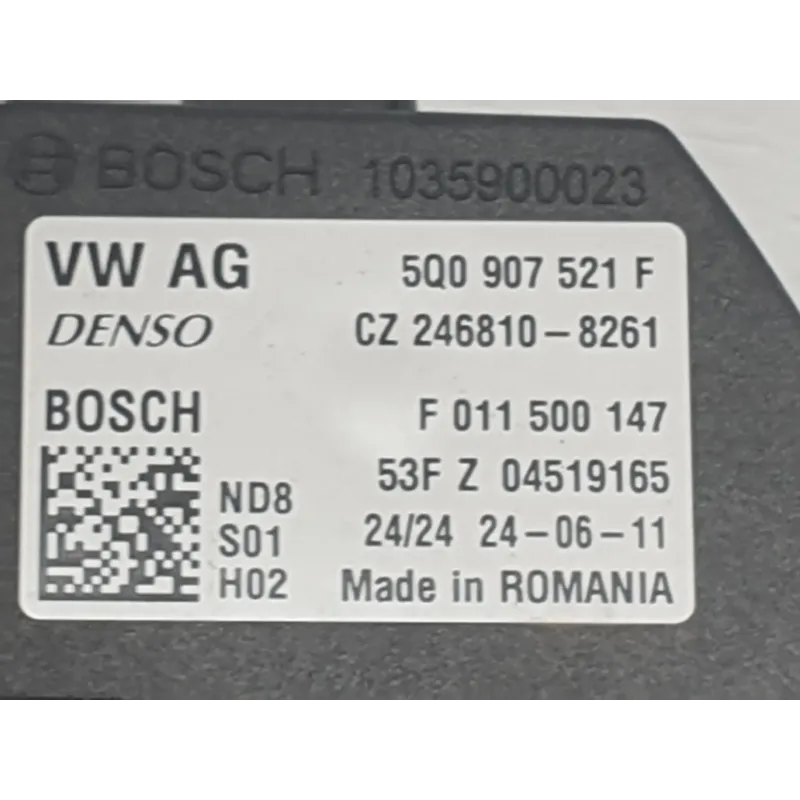 BOSCH 1035900023
VW AG 5Q0 907 521 F
DENSO CZ 246810-8261
BOSCH F 011 500 147
53F Z 04519165
ND8
S01 24/24 24-06-11
H02 Made in ROMANIA